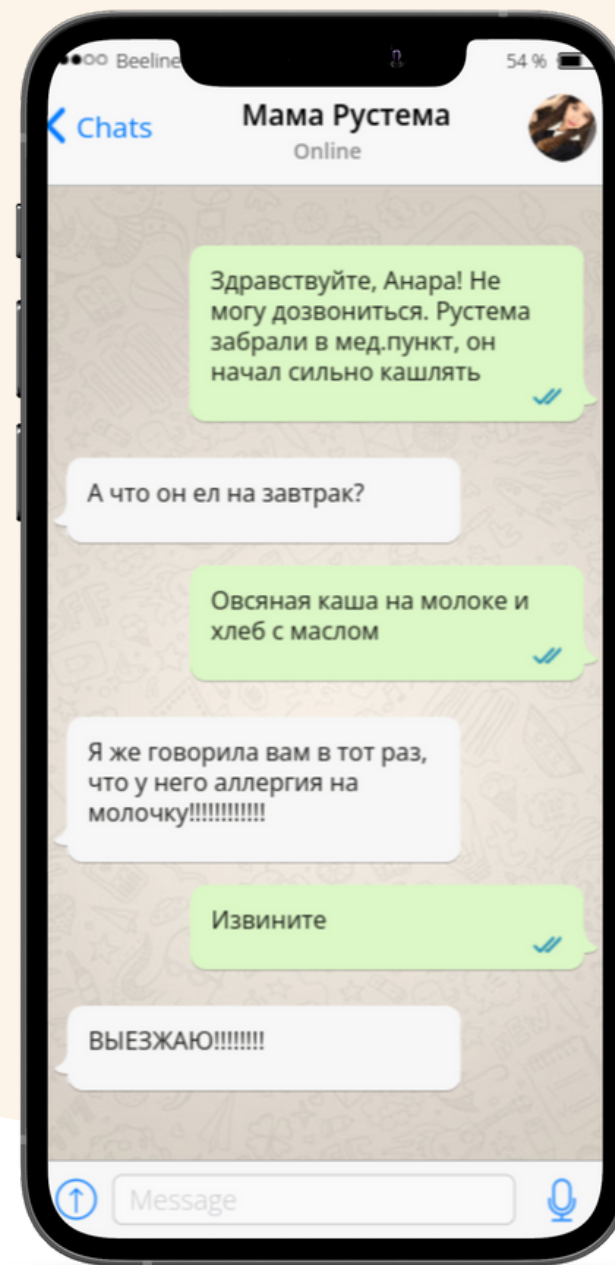 Beeline
54 %
Chats
Мама Рустема
Online
Здравствуйте, Анара! Не
могу дозвониться. Рустема
забрали в мед.пункт, он
начал сильно кашлять
А что он ел на завтрак?
Овсяная каша на молоке и
хлеб с маслом
Я же говорила вам в тот раз,
что у него аллергия на
молочку!!!!!!!!!!!!
Извините
ВЫЕЗЖАЮ!!!!!!!!
Message